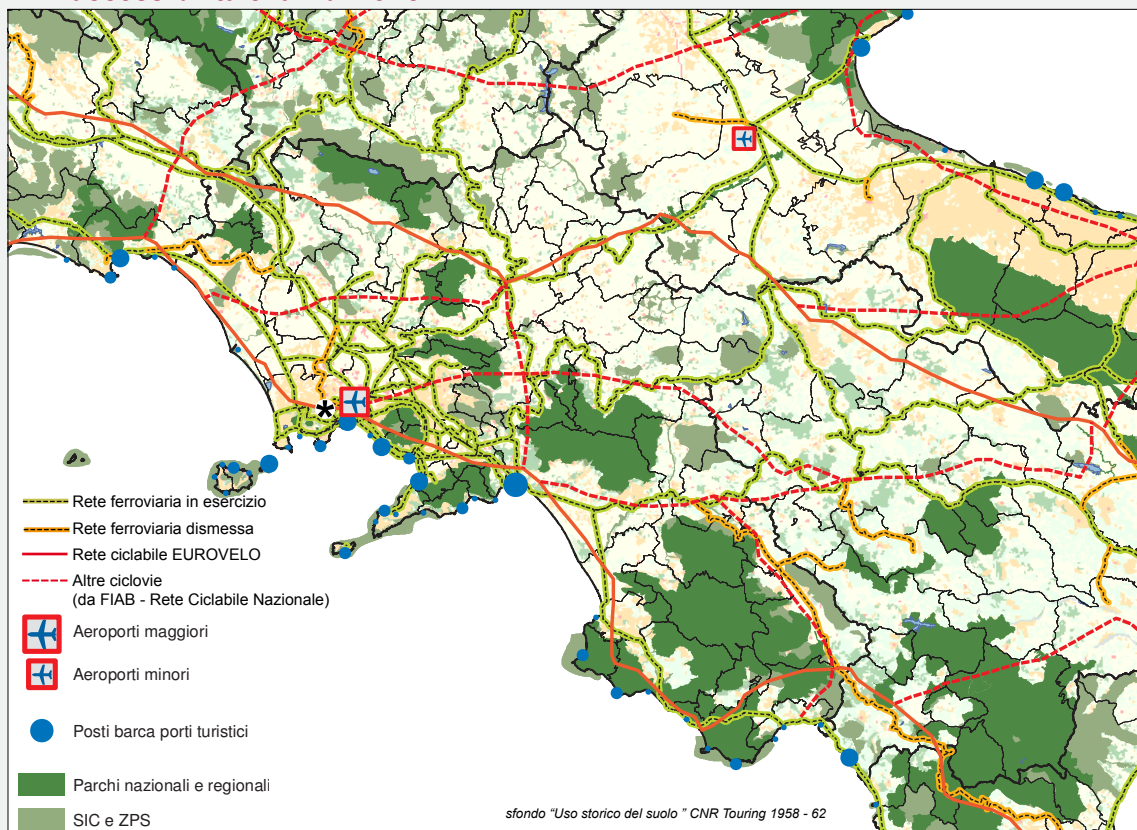 Rete ferroviaria in esercizio
Rete ferroviaria dismessa
Rete ciclabile EUROVELO
Altre ciclovie
(da FIAB - Rete Ciclabile Nazionale)
Aeroporti maggiori
Aeroporti minori
Posti barca porti turistici
Parchi nazionali e regionali
SIC e ZPS
sfondo “Uso storico del suolo ” CNR Touring 1958 - 62